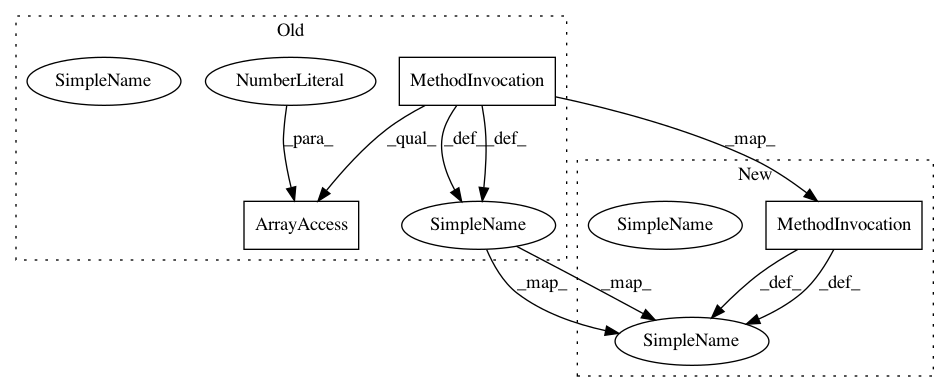 Old
SimpleName
NumberLiteral
MethodInvocation
_para_
_qual_
_def_
_def_
_map_
New
ArrayAccess
SimpleName
SimpleName
MethodInvocation
_map_
_map_
_def_
_def_
SimpleName